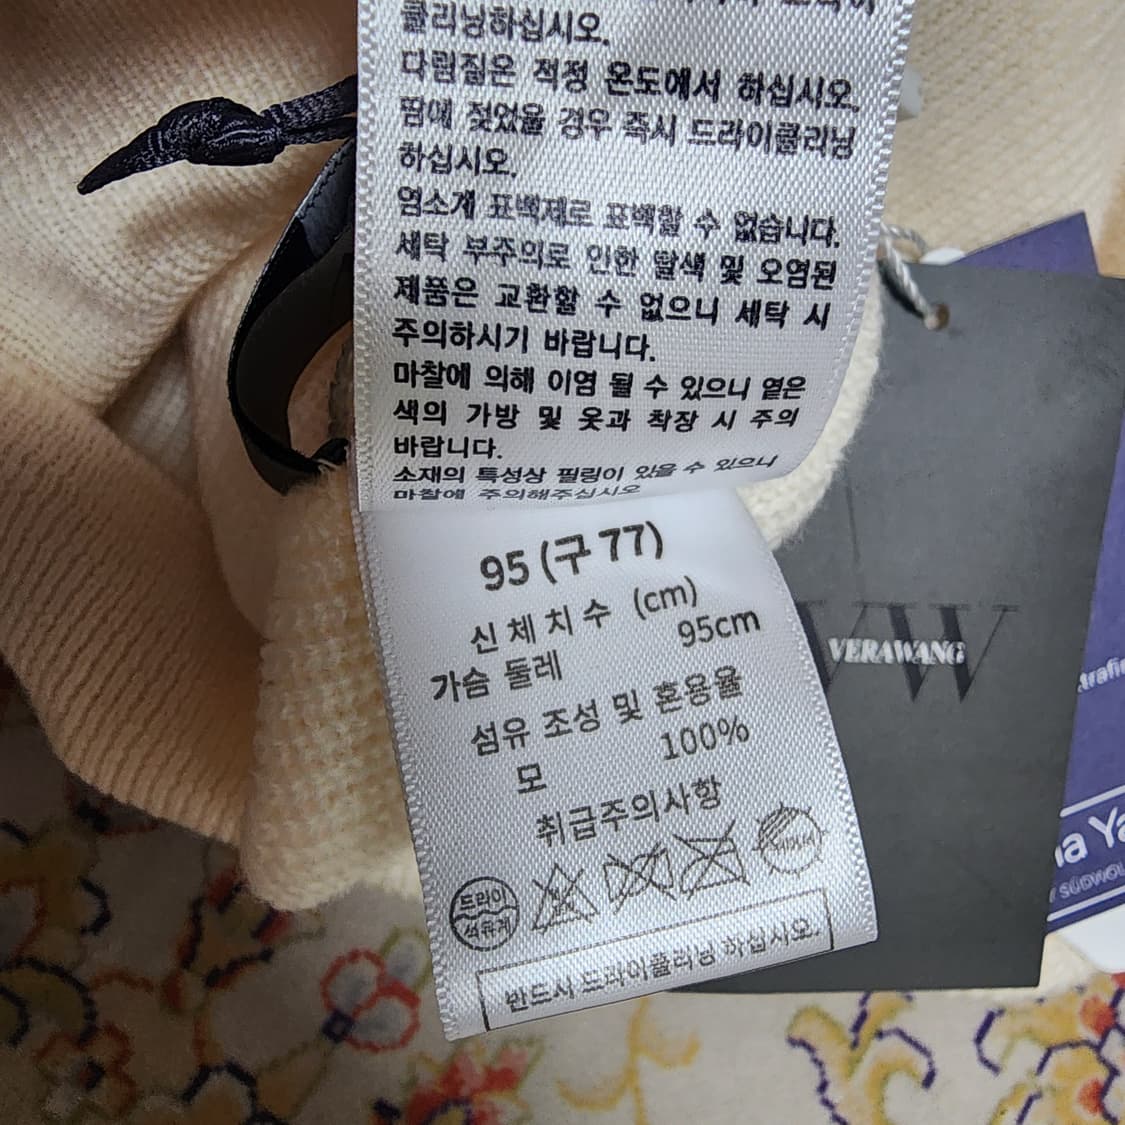 클리닝하십시오.
다림질은 적정 온도에서 하십시오.
땀에 젖었을 경우 즉시 드라이클리닝
하십시오.
염소계 표백제로 표백할 수 없습니다.
세탁 부주의로 인한 탈색 및 오염된
제품은 교환할 수 없으니 세탁 시
주의하시기 바랍니다.
마찰에 의해 이염 될 수 있으니 옅은
색의 가방 및 옷과 착장 시 주의
바랍니다.
소재의 특성상 필링이 있을 수 있으니
마찰에 주의해주십시오
95 (구 77)
신체치수 (cm)
가슴 둘레 95cm
섬유 조성 및 혼용율
모 100%
취급주의사항
드라이
석유계
반드시 드라이클리닝 하십시오.
VW
VERAWANG
SÜDWOL